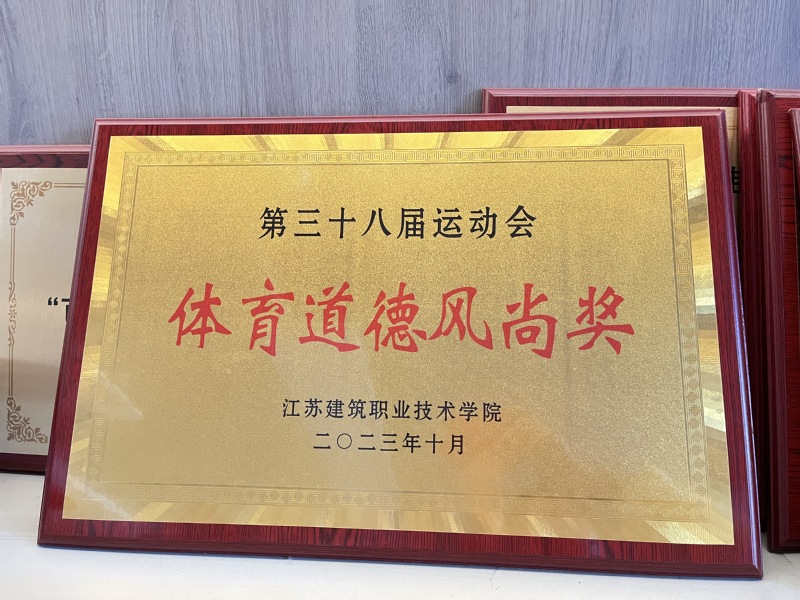 第三十八届运动会
体育道德风尚奖
江苏建筑职业技术学院
二〇二三年十月